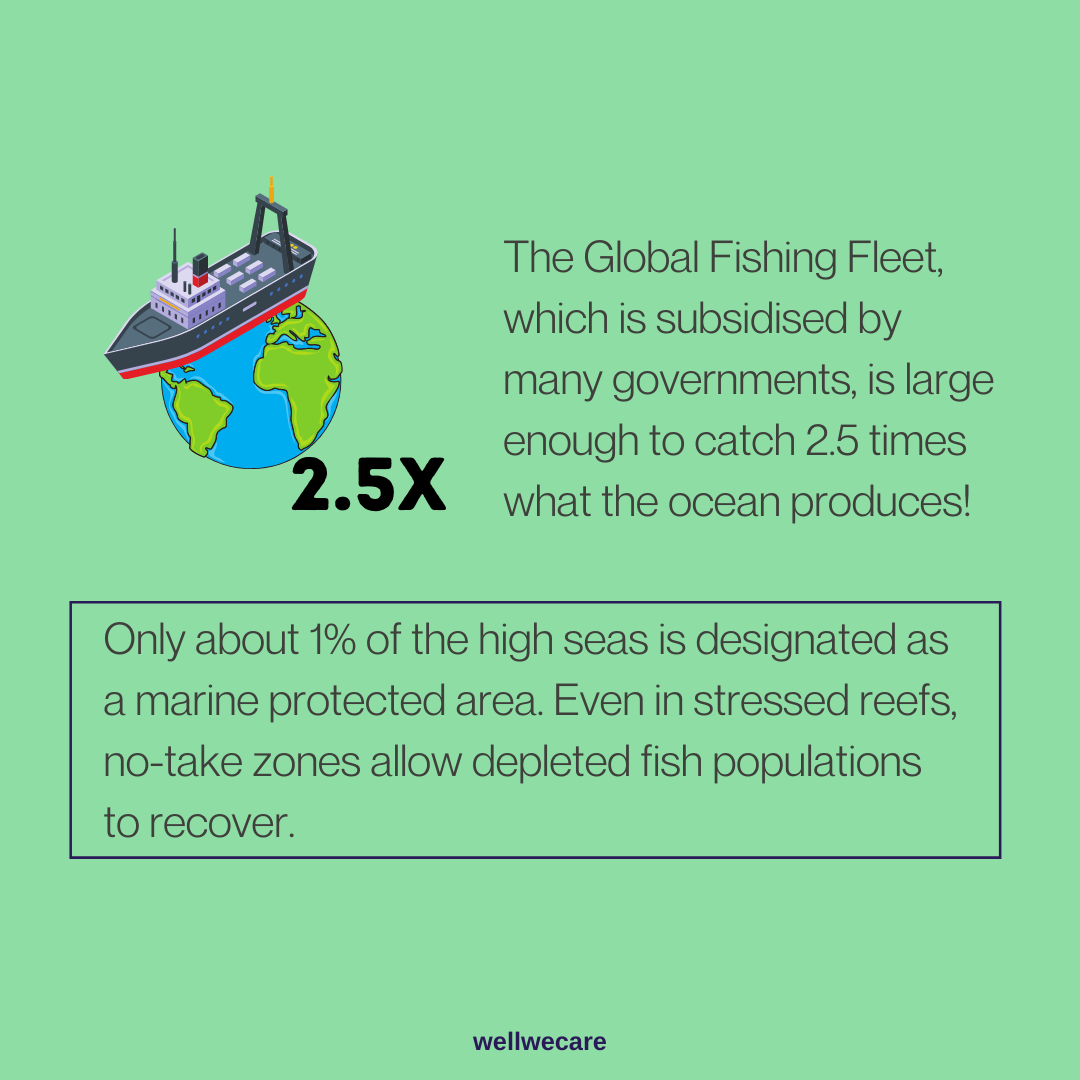 The Global Fishing Fleet,
which is subsidised by
many governments, is large
enough to catch 2.5 times
what the ocean produces!
2.5X
Only about 1% of the high seas is designated as
a marine protected area. Even in stressed reefs,
no-take zones allow depleted fish populations
to recover.
wellwecare